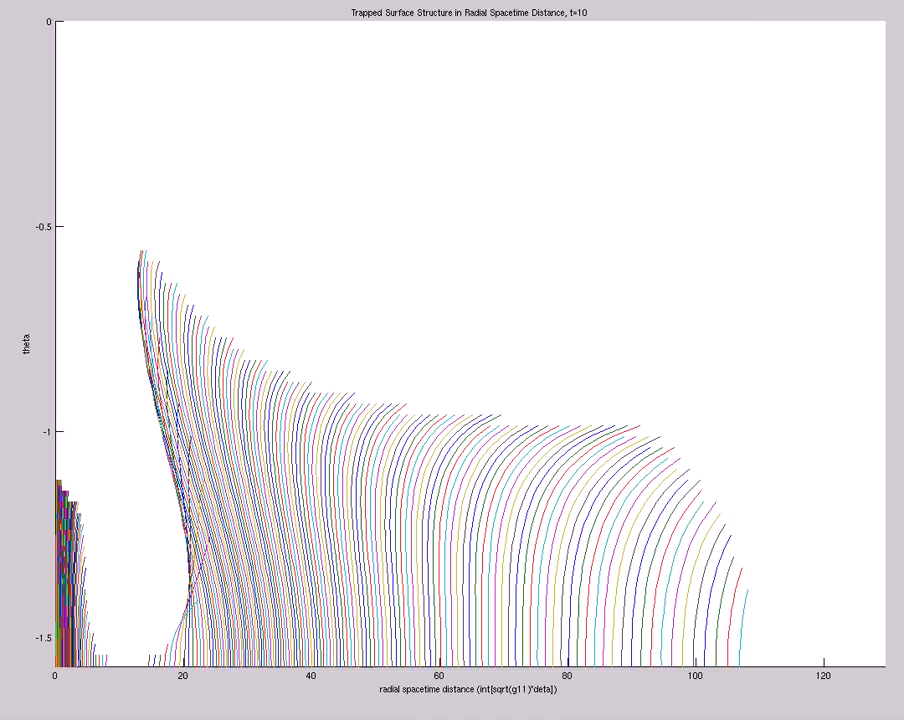 Trapped Surface Structure in Radial Spacetime Distance, t=10
0
-0.5
theta
-1
-1.5
0 20 40 60 80 100 120
radial spacetime distance (int[sqrt(g11)*deta])